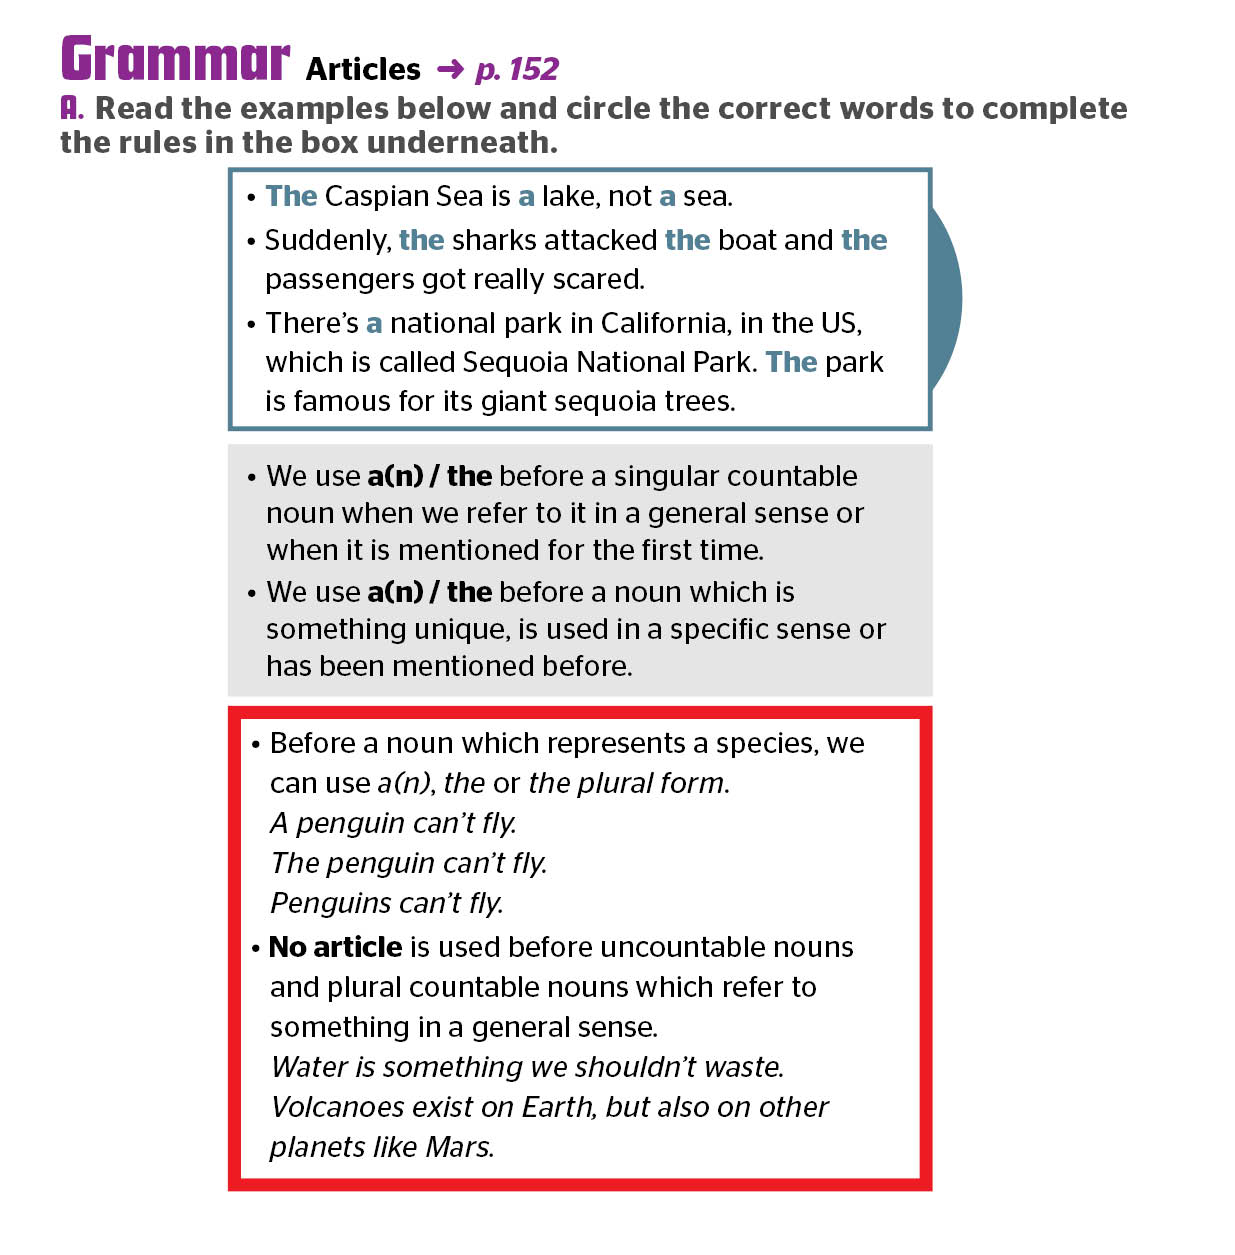 Grammar Articles ➜ p. 152
A. Read the examples below and circle the correct words to complete
the rules in the box underneath.
• The Caspian Sea is a lake, not a sea.
• Suddenly, the sharks attacked the boat and the
passengers got really scared.
• There’s a national park in California, in the US,
which is called Sequoia National Park. The park
is famous for its giant sequoia trees.
• We use a(n) / the before a singular countable
noun when we refer to it in a general sense or
when it is mentioned for the first time.
• We use a(n) / the before a noun which is
something unique, is used in a specific sense or
has been mentioned before.
• Before a noun which represents a species, we
can use a(n), the or the plural form.
A penguin can’t fly.
The penguin can’t fly.
Penguins can’t fly.
• No article is used before uncountable nouns
and plural countable nouns which refer to
something in a general sense.
Water is something we shouldn’t waste.
Volcanoes exist on Earth, but also on other
planets like Mars.